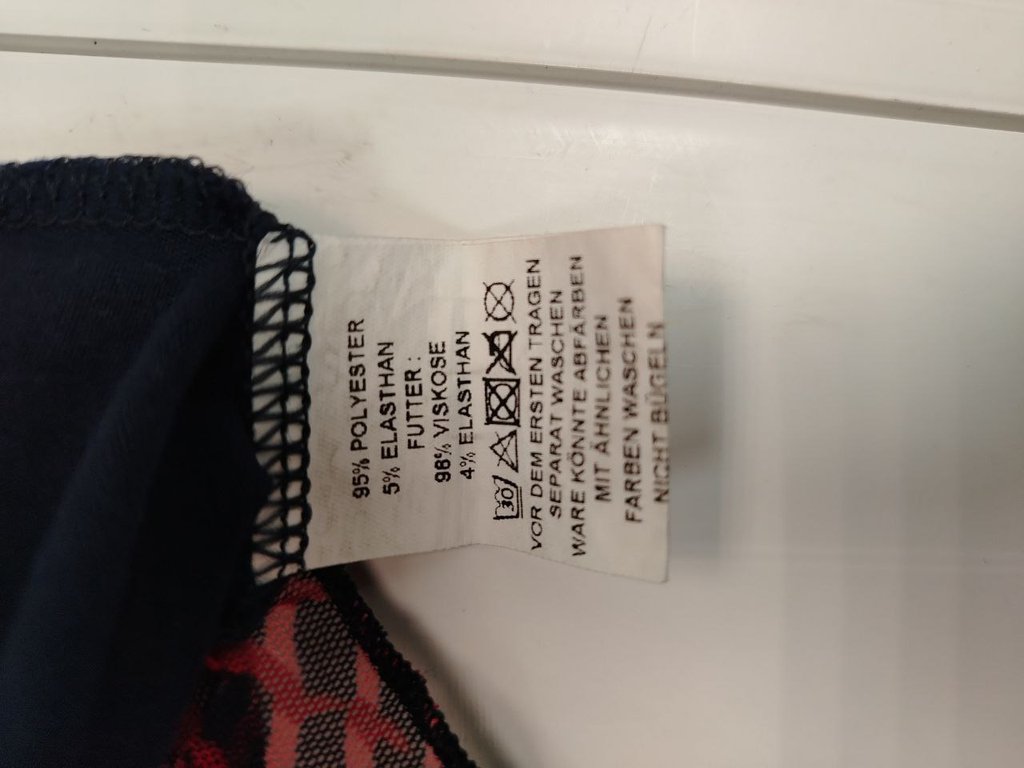 95% POLYESTER
5% ELASTHAN
FUTTER :
98% VISKOSE
4% ELASTHAN
30
VOR DEM ERSTEN TRAGEN
SEPARAT WASCHEN
WARE KÖNNTE ABFÄRBEN
MIT ÄHNLICHEN
FARBEN WASCHEN
NICHT BÜGELN